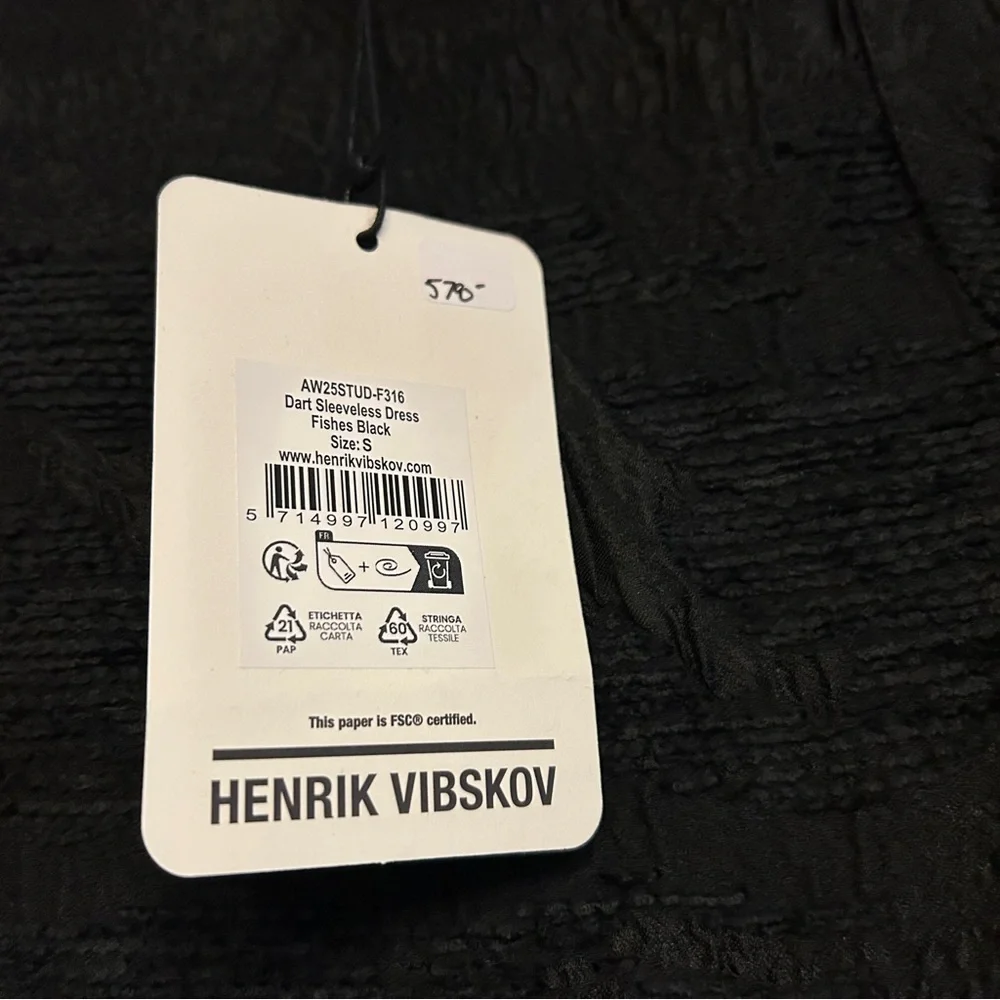 578-
AW25STUD-F316
Dart Sleeveless Dress
Fishes Black
Size: S
www.henrikvibskov.com
5 714997 120997
FR
+
21
PAP
ETICHETTA
RACCOLTA
CARTA
60
TEX
STRINGA
RACCOLTA
TESSILE
This paper is FSC® certified.
HENRIK VIBSKOV